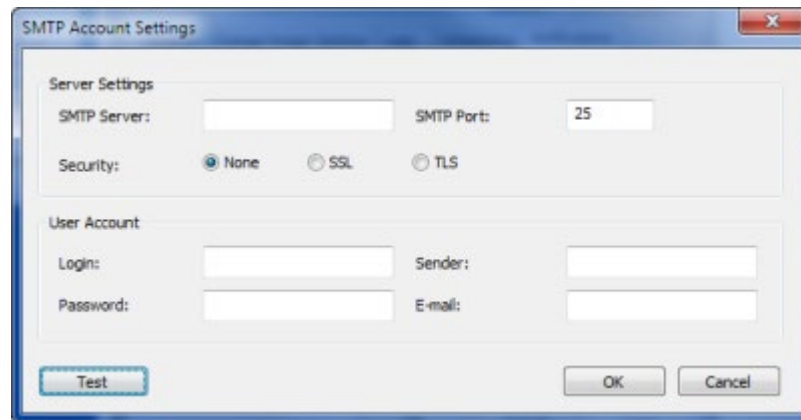 SMTP Account Settings
Server Settings
SMTP Server: SMTP Port: 25
Security: None SSL TLS
User Account
Login: Sender:
Password: E-mail:
Test OK Cancel